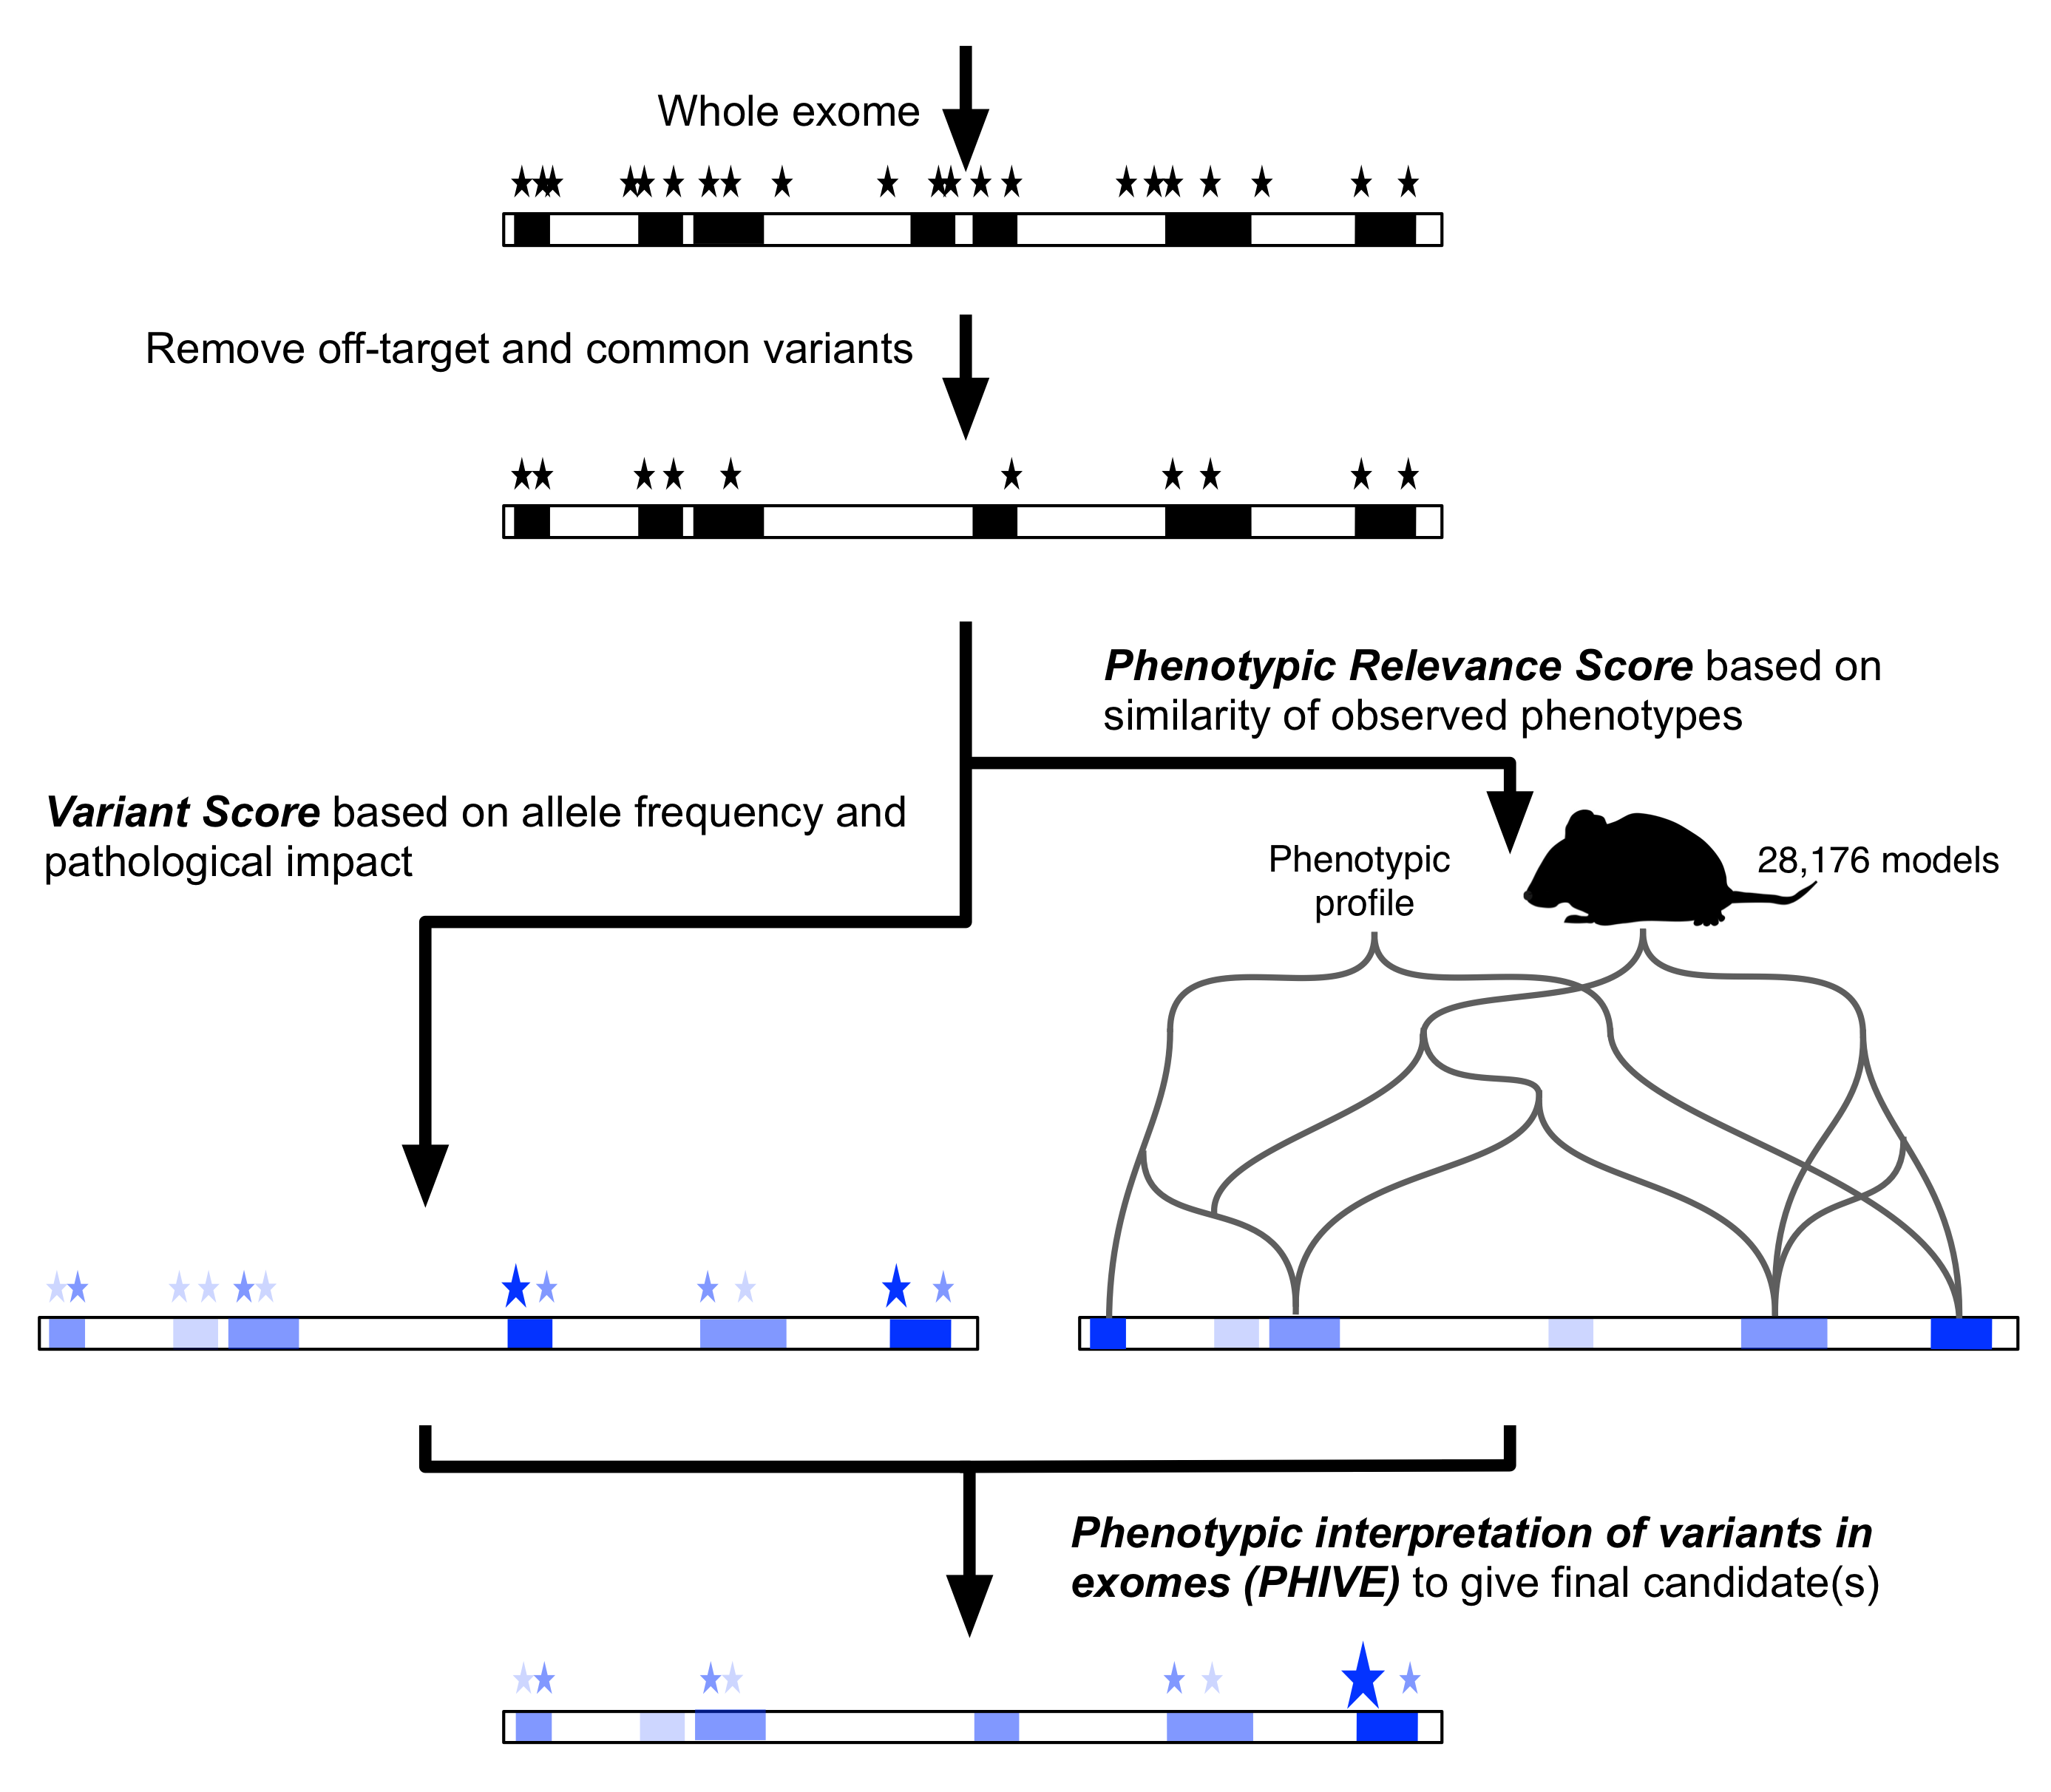 Whole exome
Remove off-target and common variants
Phenotypic Relevance Score based on
similarity of observed phenotypes
Variant Score based on allele frequency and
pathological impact
Phenotypic
profile
28,176 models
Phenotypic interpretation of variants in
exomes (PHIVE) to give final candidate(s)